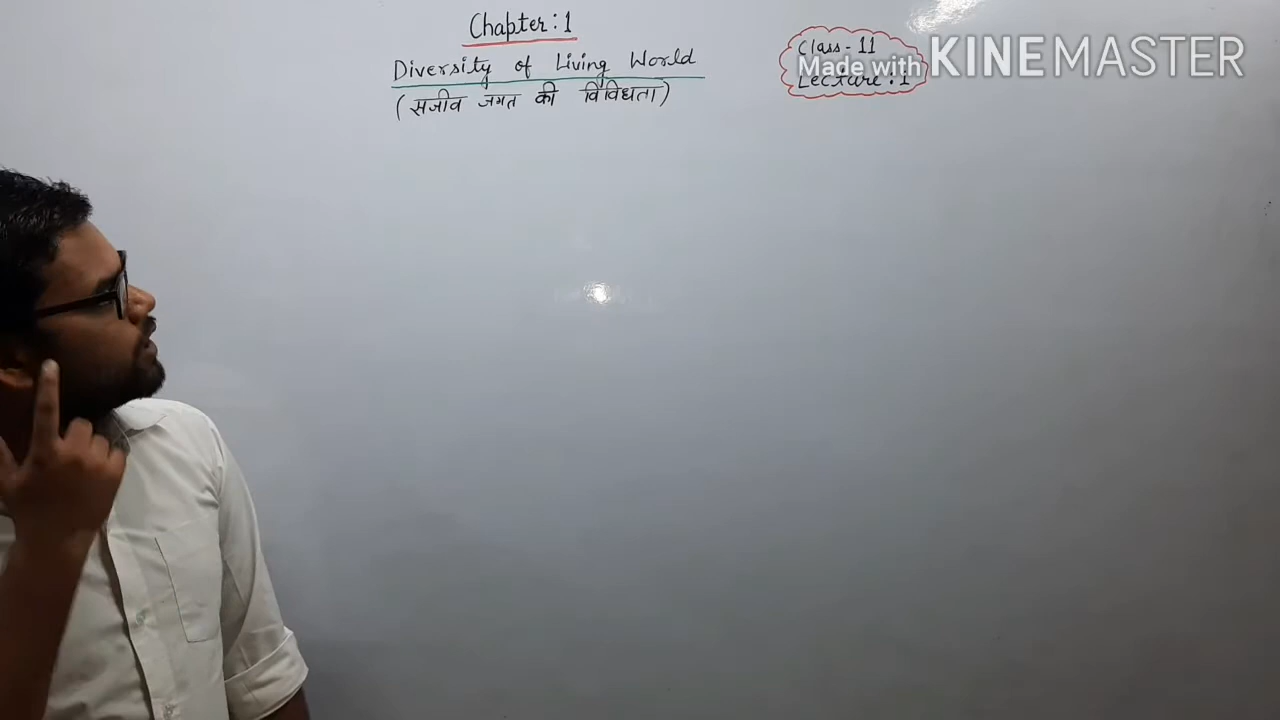 Chapter : 1
Diversity of Living World
(सजीव जगत की विविधता)
Class - 11
Made with KINEMASTER
Lecture : 1